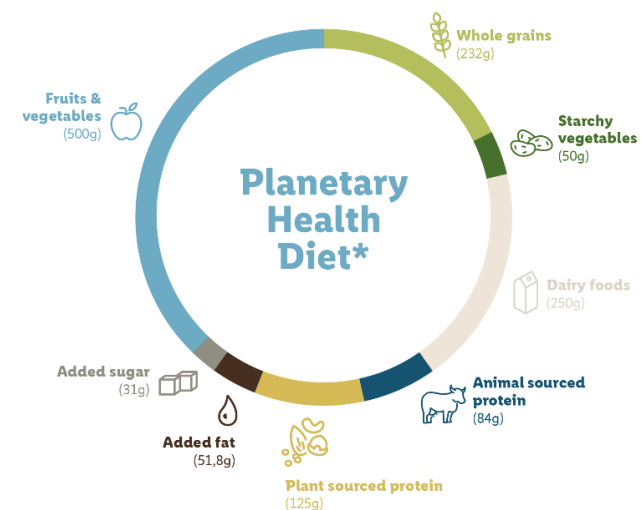 Planetary
Health
Diet*
Whole grains
(232g)
Starchy
vegetables
(50g)
Dairy foods
(250g)
Animal sourced
protein
(84g)
Plant sourced protein
(125g)
Added fat
(51,8g)
Added sugar
(31g)
Fruits &
vegetables
(500g)